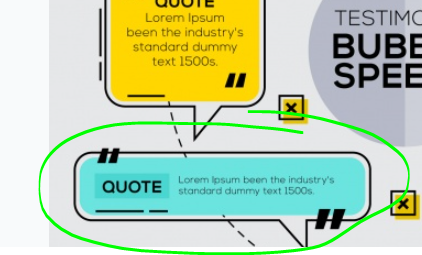 QUOTE
Lorem Ipsum
been the industry's
standard dummy
text 1500s.
TESTIMO
BUBB
SPEE
QUOTE
Lorem Ipsum been the industry's
standard dummy text 1500s.